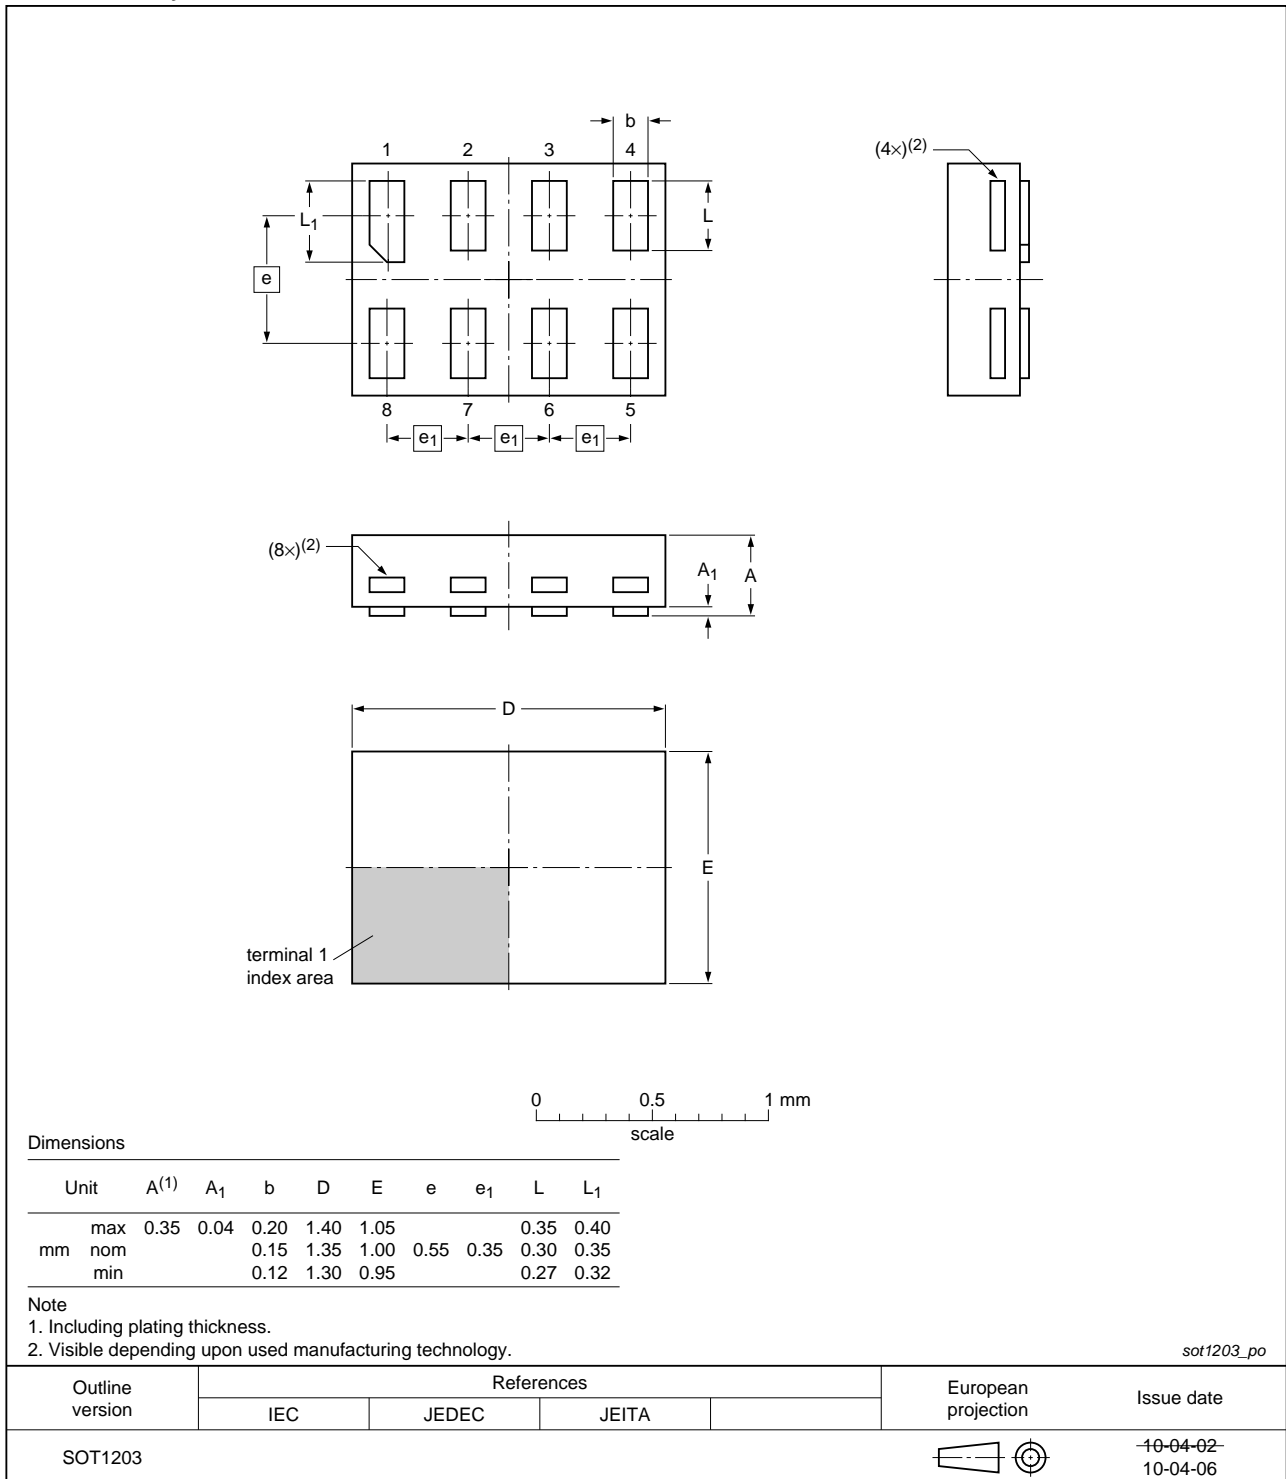 b
1 2 3 4
(4×)(2)
L1
L
e
8 7 6 5
e1 e1 e1
(8×)(2)
A1 A
D
E
terminal 1
index area
0 0.5 1 mm
scale
Dimensions
Unit A(1) A1 b D E e e1 L L1
max 0.35 0.04 0.20 1.40 1.05 0.35 0.40
mm nom 0.15 1.35 1.00 0.55 0.35 0.30 0.35
min 0.12 1.30 0.95 0.27 0.32
Note
1. Including plating thickness.
2. Visible depending upon used manufacturing technology.
sot1203_po
Outline version References European projection Issue date
IEC JEDEC JEITA
SOT1203 10-04-02
10-04-06